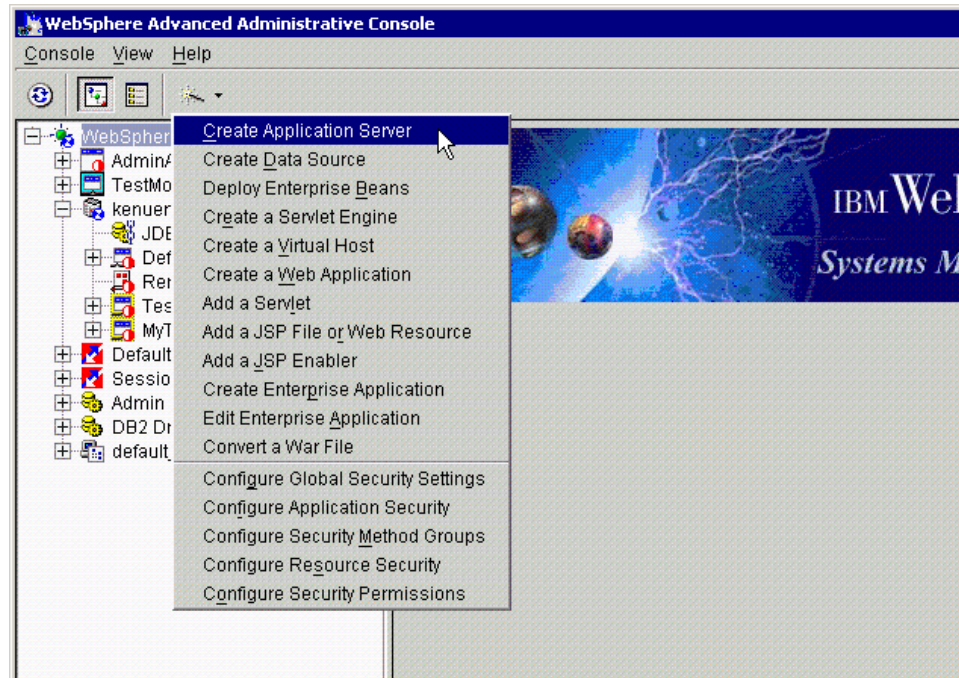 WebSphere Advanced Administrative Console
Console View Help
WebSpher
AdminA
TestMo
kenuer
JDB
Def
Rer
Tes
MyT
Default
Sessio
Admin
DB2 Dr
default_
Create Application Server
Create Data Source
Deploy Enterprise Beans
Create a Servlet Engine
Create a Virtual Host
Create a Web Application
Add a Servlet
Add a JSP File or Web Resource
Add a JSP Enabler
Create Enterprise Application
Edit Enterprise Application
Convert a War File
Configure Global Security Settings
Configure Application Security
Configure Security Method Groups
Configure Resource Security
Configure Security Permissions
IBM Wel
Systems M